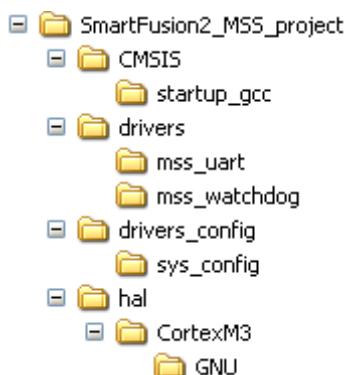 SmartFusion2_MSS_project
CMSIS
startup_gcc
drivers
mss_uart
mss_watchdog
drivers_config
sys_config
hal
CortexM3
GNU